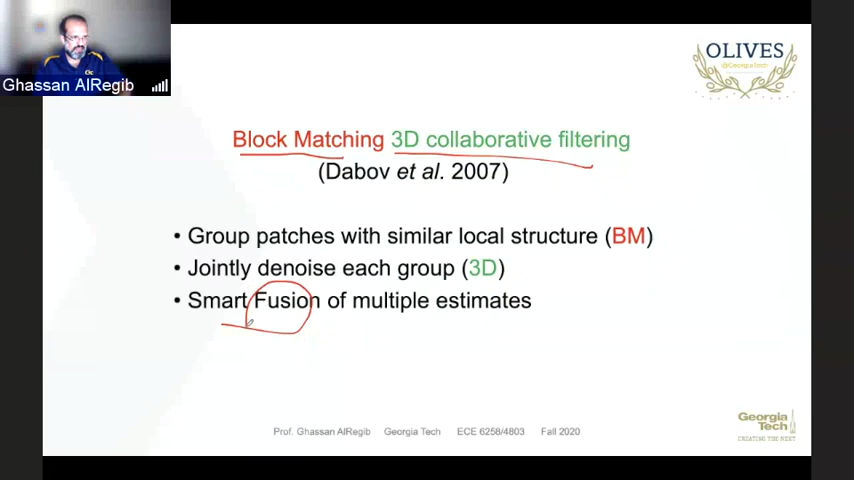 Ghassan AlRegib
OLIVES
@GeorgiaTech
Block Matching 3D collaborative filtering
(Dabov et al. 2007)
• Group patches with similar local structure (BM)
• Jointly denoise each group (3D)
• Smart Fusion of multiple estimates
Prof. Ghassan AlRegib Georgia Tech ECE 6258/4803 Fall 2020
Georgia
Tech
CREATING THE NEXT